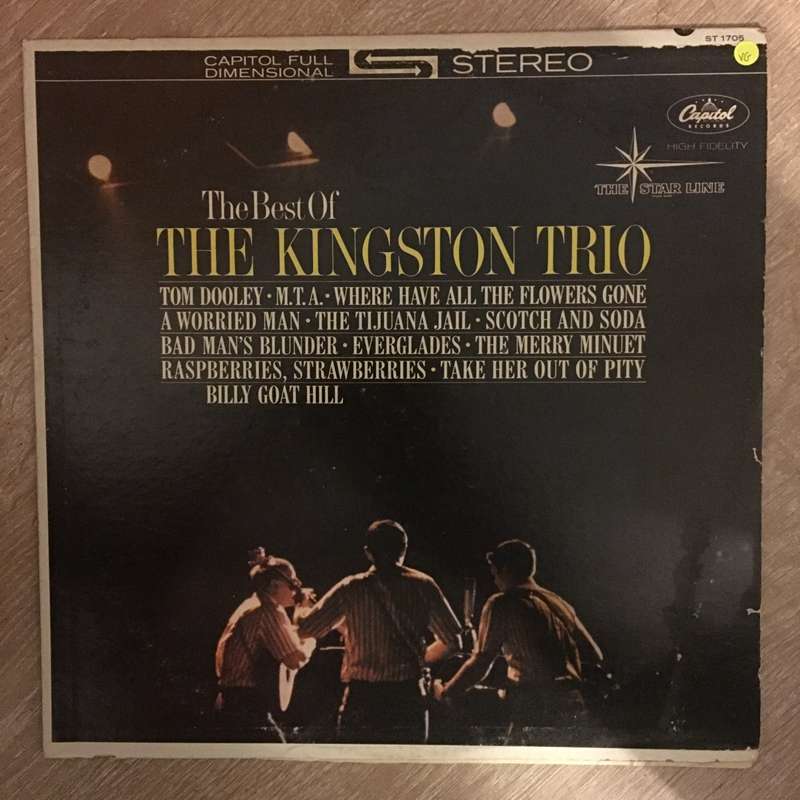 ST 1705
VG
CAPITOL FULL
DIMENSIONAL
STEREO
Capitol
RECORDS
HIGH FIDELITY
THE STAR LINE
The Best Of
THE KINGSTON TRIO
TOM DOOLEY • M.T.A. • WHERE HAVE ALL THE FLOWERS GONE
A WORRIED MAN • THE TIJUANA JAIL • SCOTCH AND SODA
BAD MAN'S BLUNDER • EVERGLADES • THE MERRY MINUET
RASPBERRIES, STRAWBERRIES • TAKE HER OUT OF PITY
BILLY GOAT HILL